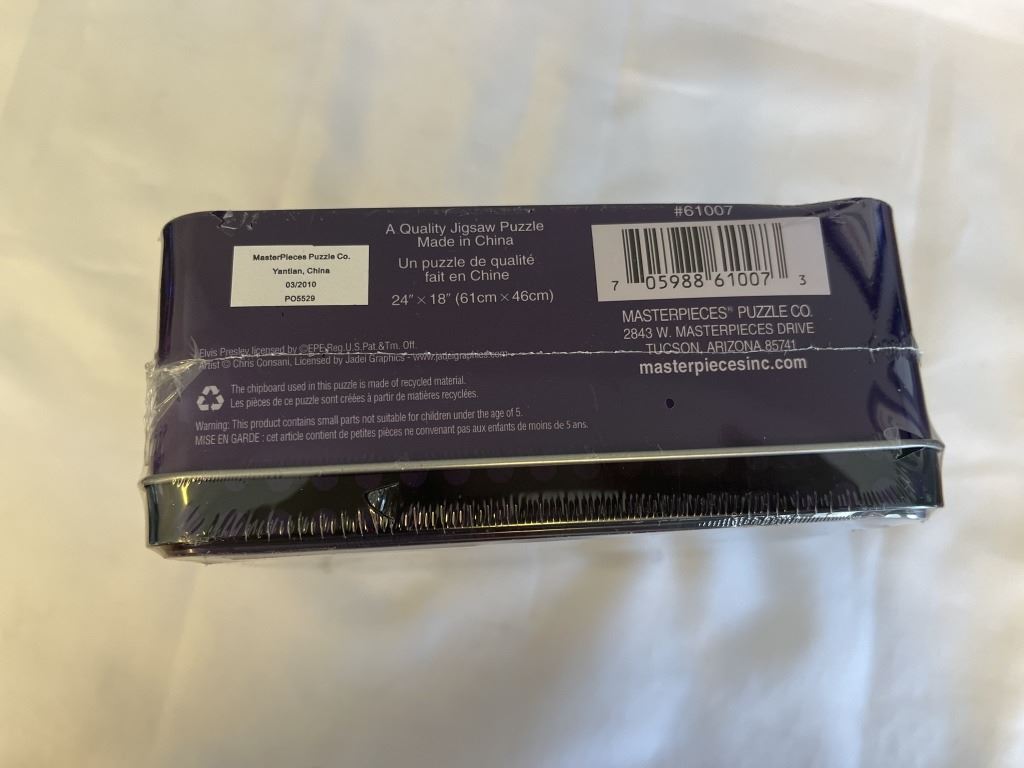 #61007
MasterPieces Puzzle Co.
Yantian, China
03/2010
PO5529
A Quality Jigsaw Puzzle
Made in China
Un puzzle de qualité
fait en Chine
24" × 18" (61cm × 46cm)
7 05988 61007 3
MASTERPIECES® PUZZLE CO.
2843 W. MASTERPIECES DRIVE
TUCSON, ARIZONA 85741
masterpiecesinc.com
Elvis Presley licensed by ©EPE Reg.U.S.Pat.&Tm. Off.
Artist © Chris Consani, Licensed by Jadei Graphics - www.jadeigraphics.com
The chipboard used in this puzzle is made of recycled material.
Les pièces de ce puzzle sont créées à partir de matières recyclées.
Warning: This product contains small parts not suitable for children under the age of 5.
MISE EN GARDE : cet article contient de petites pièces ne convenant pas aux enfants de moins de 5 ans.